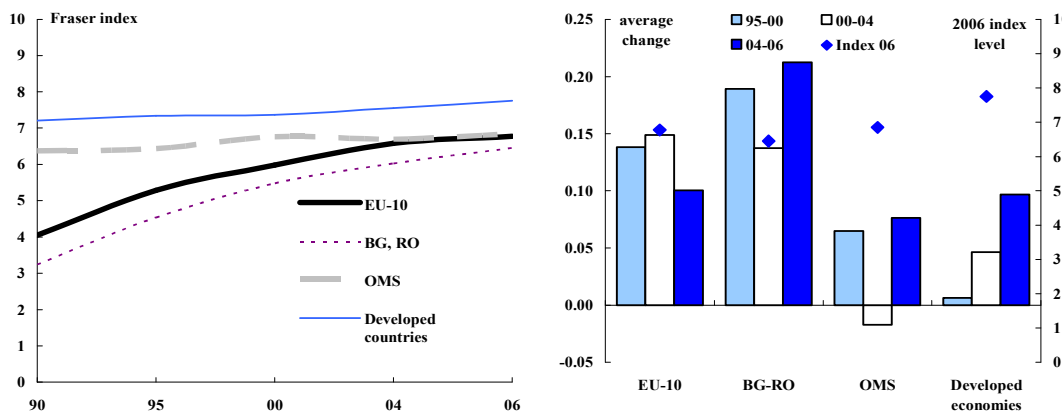 Fraser index
10
9
8
7
6
5
4
3
2
1
0
90 95 00 04 06
EU-10
BG, RO
OMS
Developed
countries
average
change
95-00 00-04
04-06 Index 06
2006 index
level
0.25
0.20
0.15
0.10
0.05
0.00
-0.05
10
9
8
7
6
5
4
3
2
1
0
EU-10 BG-RO OMS Developed
economies